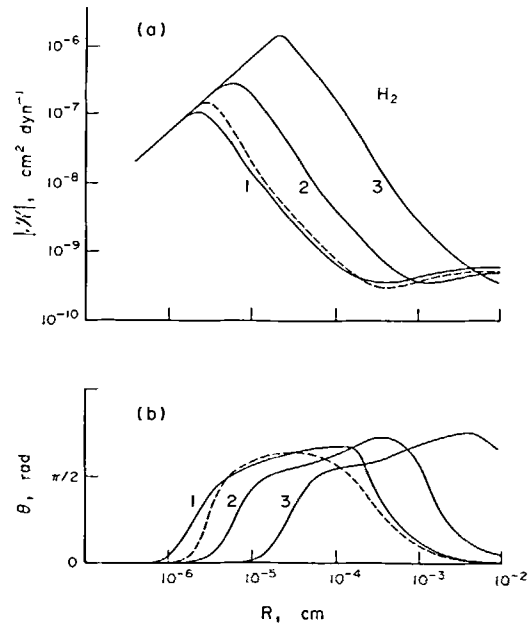 (a)
10⁻⁶
10⁻⁷
10⁻⁸
10⁻⁹
10⁻¹⁰
cm² dyn⁻¹
H₂
1
2
3
(b)
θ, rad
π/2
0
1
2
3
10⁻⁶
10⁻⁵
10⁻⁴
10⁻³
10⁻²
R, cm